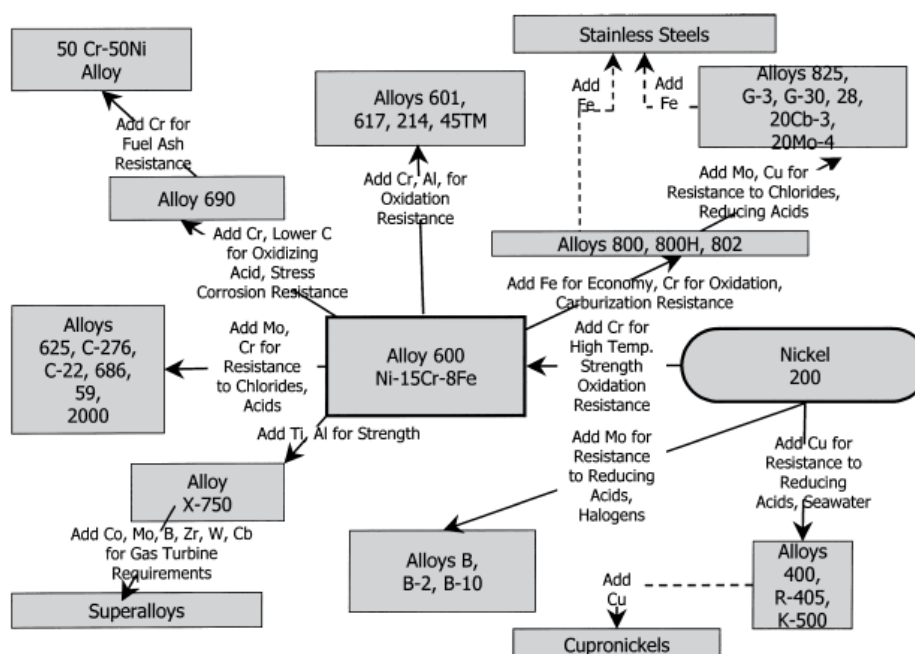 50 Cr-50Ni
Alloy
Stainless Steels
Add
Fe
Add
Fe
Alloys 825,
G-3, G-30, 28,
20Cb-3,
20Mo-4
Alloys 601,
617, 214, 45TM
Add Cr for
Fuel Ash
Resistance
Add Mo, Cu for
Resistance to Chlorides,
Reducing Acids
Add Cr, Al, for
Oxidation
Resistance
Alloy 690
Add Cr, Lower C
for Oxidizing
Acid, Stress
Corrosion Resistance
Alloys 800, 800H, 802
Add Fe for Economy, Cr for Oxidation,
Carburization Resistance
Alloys
625, C-276,
C-22, 686,
59,
2000
Add Mo,
Cr for
Resistance
to Chlorides,
Acids
Alloy 600
Ni-15Cr-8Fe
Add Cr for
High Temp.
Strength
Oxidation
Resistance
Nickel
200
Add Ti, Al for Strength
Add Mo for
Resistance
to Reducing
Acids,
Halogens
Add Cu for
Resistance to
Reducing
Acids, Seawater
Alloy
X-750
Add Co, Mo, B, Zr, W, Cb
for Gas Turbine
Requirements
Superalloys
Alloys B,
B-2, B-10
Add
Cu
Alloys
400,
R-405,
K-500
Cupronickels